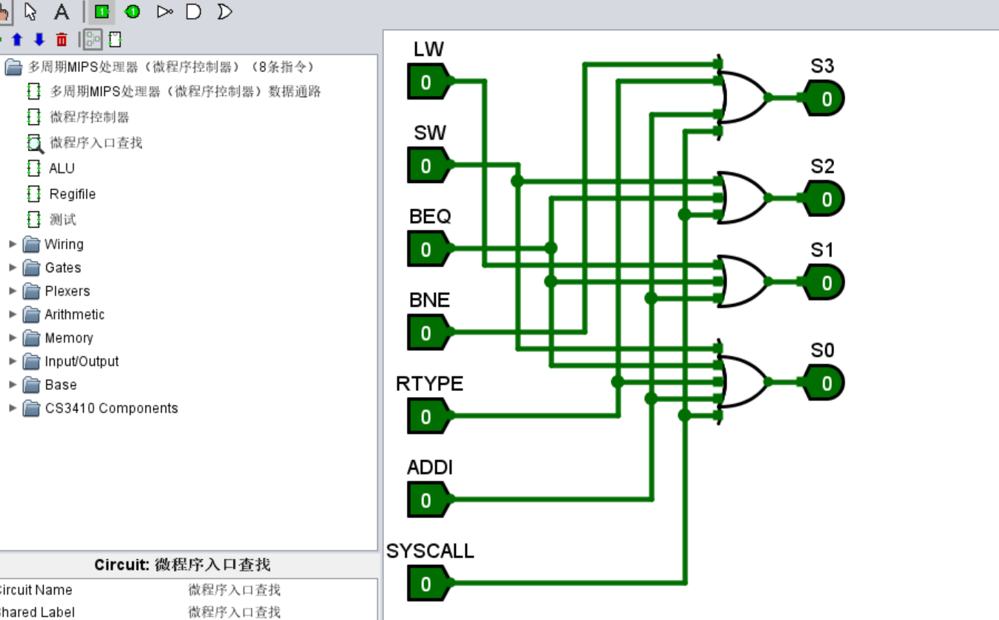 A
1
1
多周期MIPS处理器（微程序控制器）（8条指令）
多周期MIPS处理器（微程序控制器）数据通路
微程序控制器
微程序入口查找
ALU
Regifile
测试
Wiring
Gates
Plexers
Arithmetic
Memory
Input/Output
Base
CS3410 Components
Circuit: 微程序入口查找
ircuit Name 微程序入口查找
hared Label 微程序入口查找
LW
0
SW
0
BEQ
0
BNE
0
RTYPE
0
ADDI
0
SYSCALL
0
S3
0
S2
0
S1
0
S0
0